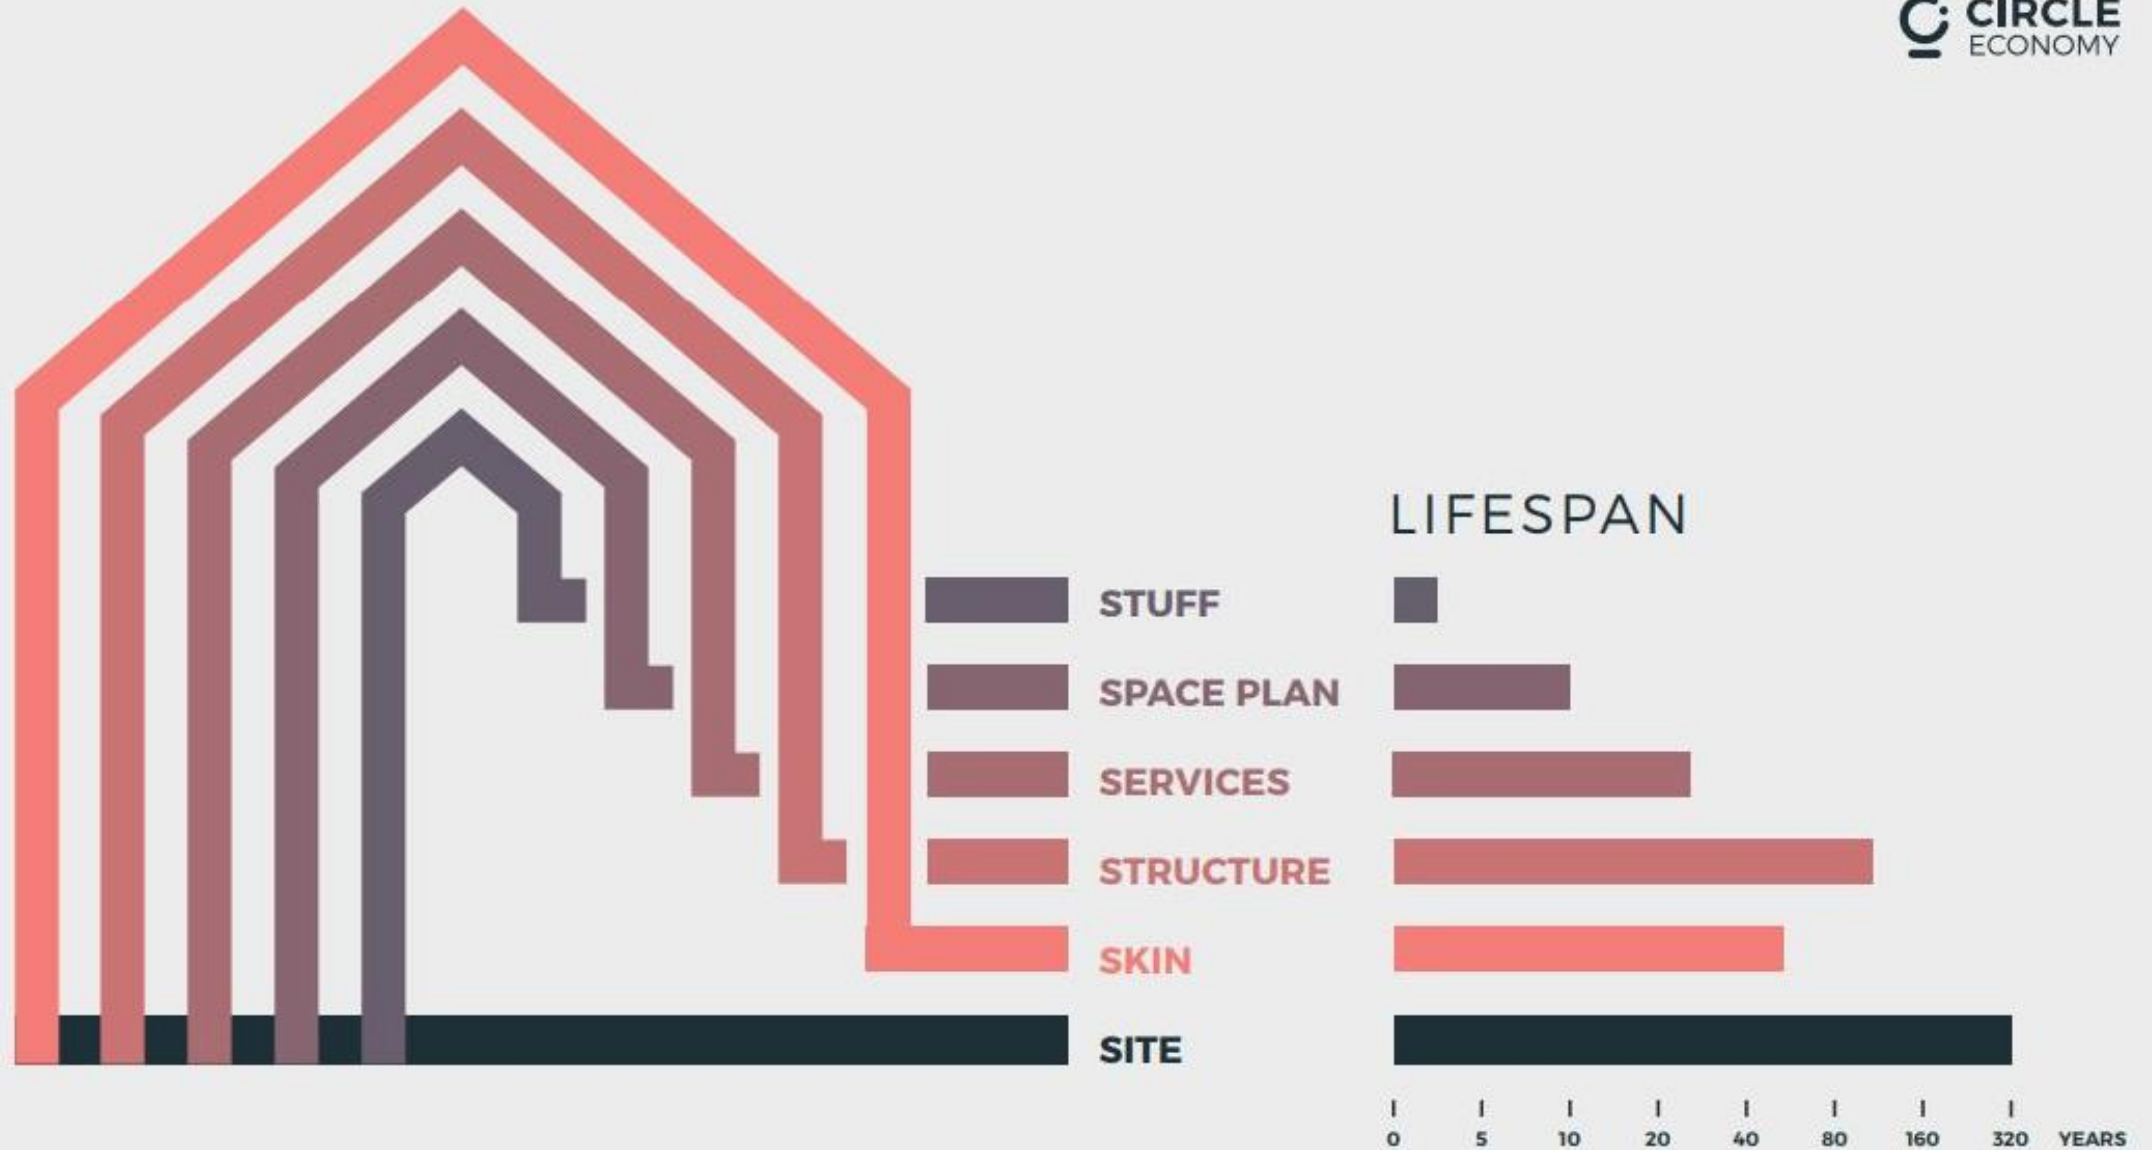 CIRCLE
ECONOMY
LIFESPAN
STUFF
SPACE PLAN
SERVICES
STRUCTURE
SKIN
SITE
0 5 10 20 40 80 160 320 YEARS